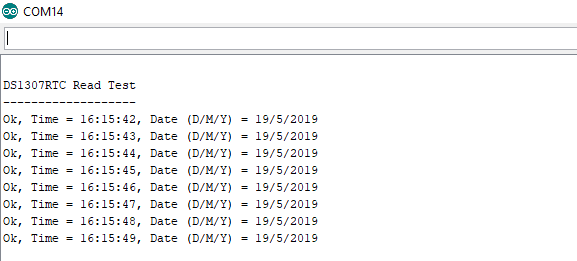 COM14
DS1307RTC Read Test
-------------------
Ok, Time = 16:15:42, Date (D/M/Y) = 19/5/2019
Ok, Time = 16:15:43, Date (D/M/Y) = 19/5/2019
Ok, Time = 16:15:44, Date (D/M/Y) = 19/5/2019
Ok, Time = 16:15:45, Date (D/M/Y) = 19/5/2019
Ok, Time = 16:15:46, Date (D/M/Y) = 19/5/2019
Ok, Time = 16:15:47, Date (D/M/Y) = 19/5/2019
Ok, Time = 16:15:48, Date (D/M/Y) = 19/5/2019
Ok, Time = 16:15:49, Date (D/M/Y) = 19/5/2019